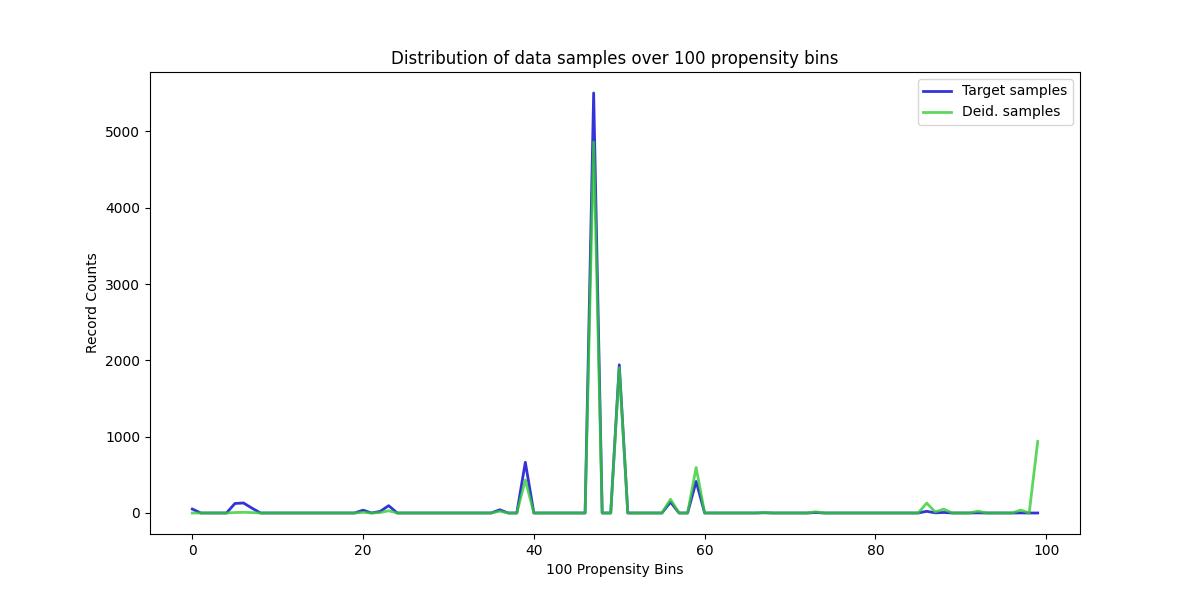 Distribution of data samples over 100 propensity bins
Target samples
Deid. samples
5000
4000
3000
2000
1000
0
Record Counts
0 20 40 60 80 100
100 Propensity Bins